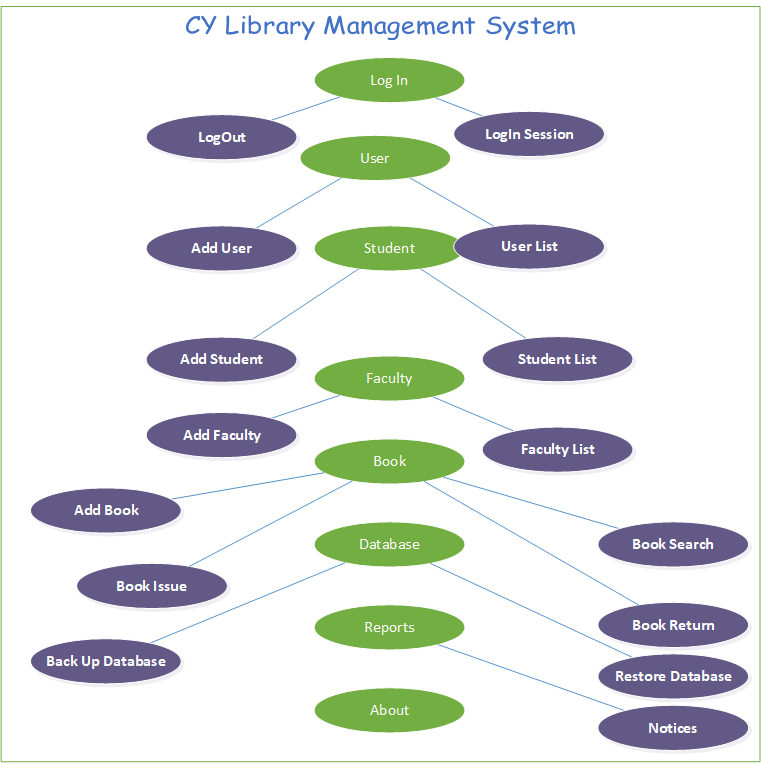 CY Library Management System
Log In
LogOut
LogIn Session
User
Add User
Student
User List
Add Student
Student List
Faculty
Add Faculty
Faculty List
Book
Add Book
Database
Book Search
Book Issue
Reports
Book Return
Back Up Database
Restore Database
About
Notices